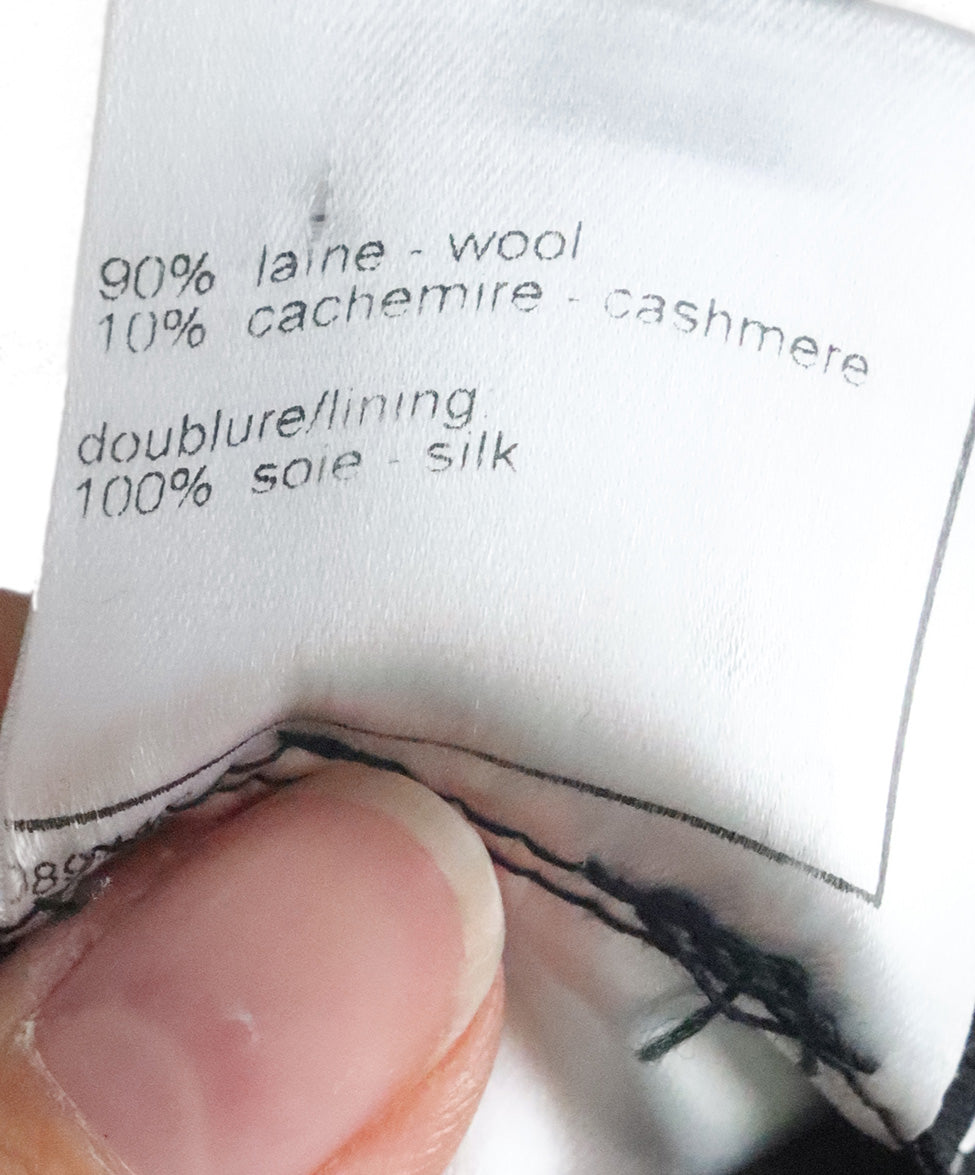 90% laine - wool
10% cachemire - cashmere
doublure/lining
100% soie - silk